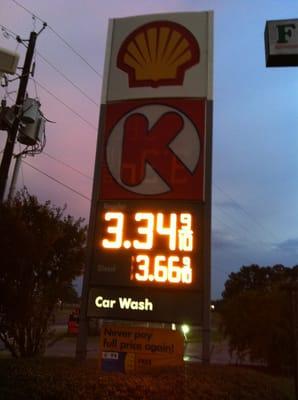 F
K
3.34 9/10
Diesel
3.66 9/10
Car Wash
Never pay
full price again!